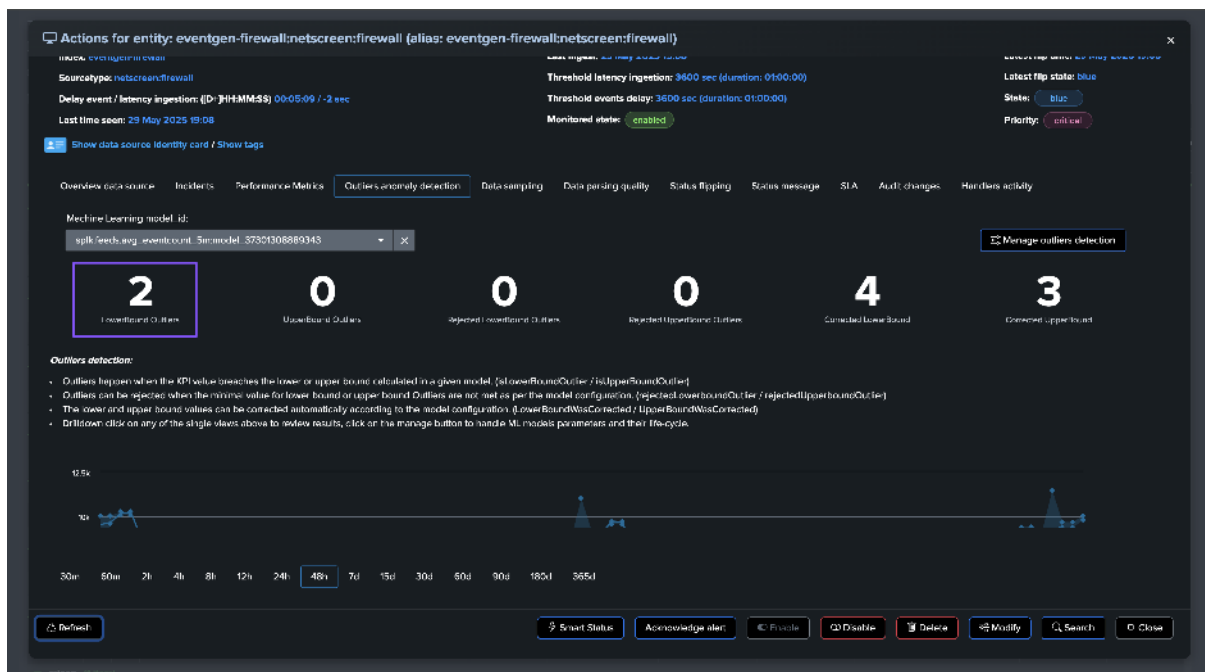 Actions for entity: eventgen-firewall:netscreen:firewall (alias: eventgen-firewall:netscreen:firewall)
Index: eventgen-firewall
Sourcetype: netscreen:firewall
Delay event / latency ingestion: ([D+]HH:MM:SS) 00:05:09 / -2 sec
Last time seen: 29 May 2025 19:08
Threshold latency ingestion: 3600 sec (duration: 01:00:00)
Threshold events delay: 3600 sec (duration: 01:00:00)
Monitored state: enabled
Latest flip state: blue
State: blue
Priority: critical
Show data source identity card / Show tags
Overview data source Incidents Performance Metrics Outliers anomaly detection Data sampling Data parsing quality Status flipping Status message SLA Audit changes Handlers activity
Machine Learning model_id:
Manage outliers detection
2 0 0 0 4 3
LowerBound Outliers UpperBound Outliers Rejected LowerBound Outliers Rejected UpperBound Outliers Corrected LowerBound Corrected UpperBound
Outliers detection:
Outliers happen when the KPI value breaches the lower or upper bound calculated in a given model. (isLowerBoundOutlier / isUpperBoundOutlier)
Outliers can be rejected when the minimal value for lower bound or upper bound Outliers are not met as per the model configuration. (rejectedLowerboundOutlier / rejectedUpperboundOutlier)
The lower and upper bound values can be corrected automatically according to the model configuration. (LowerBoundWasCorrected / UpperBoundWasCorrected)
Drilldown click on any of the single views above to review results, click on the manage button to handle ML models parameters and their life-cycle.
12.5k
10k
30m 60m 2h 4h 8h 12h 24h 48h 7d 15d 30d 60d 90d 180d 365d
Refresh Smart Status Acknowledge alert Enable Disable Delete Modify Search Close